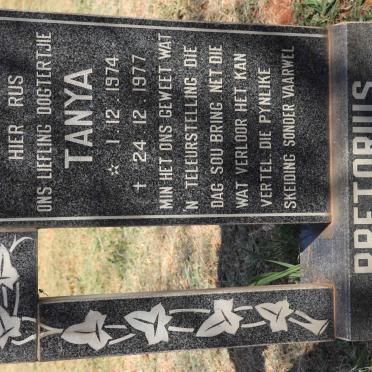 HIER RUS
ONS LIEFLING DOGTERTJIE
TANYA
☆ 1.12.1974
+ 24.12.1977
MIN HET ONS GEWEET WAT
'N TELEURSTELLING DIE
DAG SOU BRING NET DIE
WAT VERLOOR HET KAN
VERTEL DIE PYNLIKE
SKEIDING SONDER VAARWEL
PRETORIUS